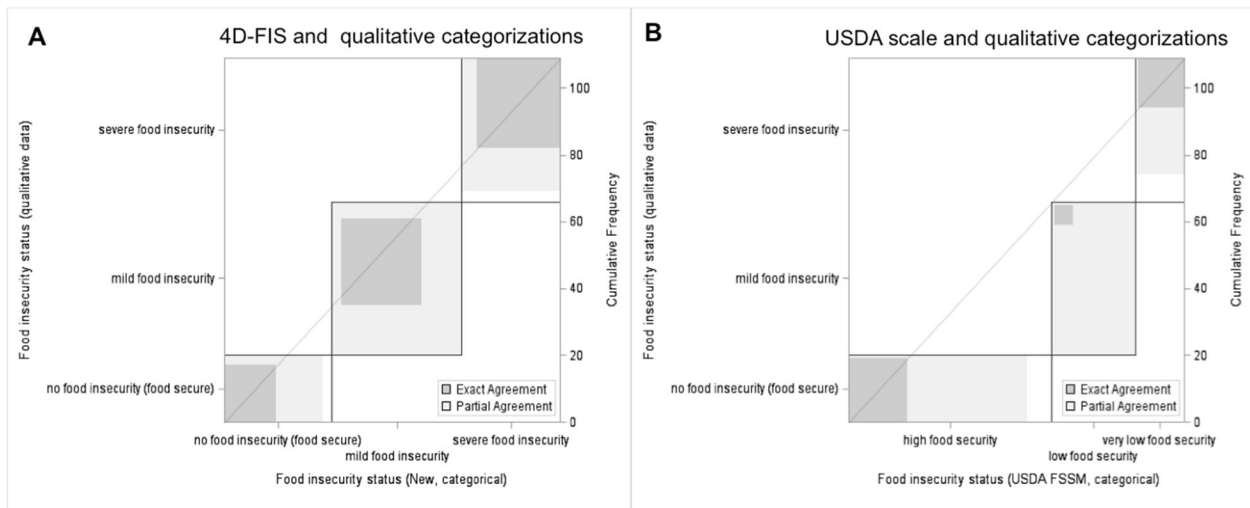 A
4D-FIS and qualitative categorizations
Food insecurity status (qualitative data)
severe food insecurity
mild food insecurity
no food insecurity (food secure)
100
80
60
40
20
0
Cumulative Frequency
Exact Agreement
Partial Agreement
no food insecurity (food secure)
mild food insecurity
severe food insecurity
Food insecurity status (New, categorical)
B
USDA scale and qualitative categorizations
Food insecurity status (qualitative data)
severe food insecurity
mild food insecurity
no food insecurity (food secure)
100
80
60
40
20
0
Cumulative Frequency
Exact Agreement
Partial Agreement
high food security
low food security
very low food security
Food insecurity status (USDA FSSM, categorical)